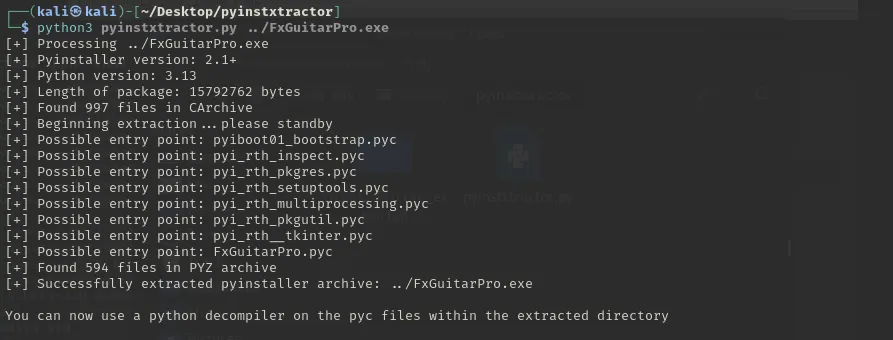 ┌──(kali㉿kali)-[~/Desktop/pyinstxtractor]
└─$ python3 pyinstxtractor.py ../FxGuitarPro.exe
[+] Processing ../FxGuitarPro.exe
[+] Pyinstaller version: 2.1+
[+] Python version: 3.13
[+] Length of package: 15792762 bytes
[+] Found 997 files in CArchive
[+] Beginning extraction...please standby
[+] Possible entry point: pyiboot01_bootstrap.pyc
[+] Possible entry point: pyi_rth_inspect.pyc
[+] Possible entry point: pyi_rth_pkgres.pyc
[+] Possible entry point: pyi_rth_setuptools.pyc
[+] Possible entry point: pyi_rth_multiprocessing.pyc
[+] Possible entry point: pyi_rth_pkgutil.pyc
[+] Possible entry point: pyi_rth__tkinter.pyc
[+] Possible entry point: FxGuitarPro.pyc
[+] Found 594 files in PYZ archive
[+] Successfully extracted pyinstaller archive: ../FxGuitarPro.exe

You can now use a python decompiler on the pyc files within the extracted directory